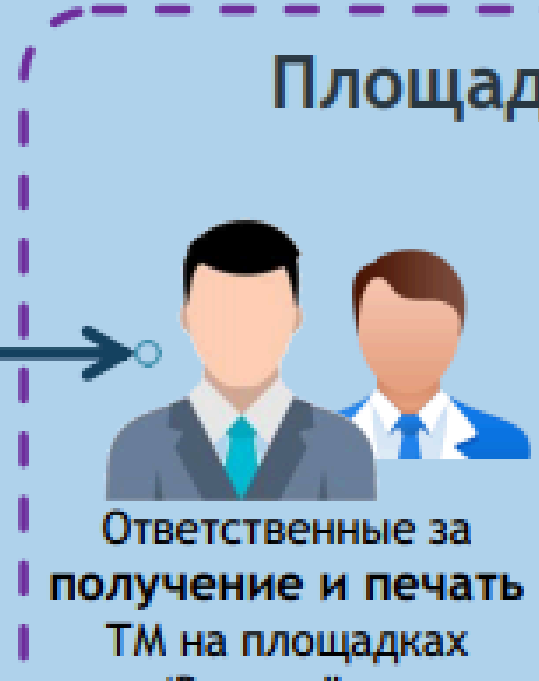 Площад
Ответственные за
получение и печать
ТМ на площадках